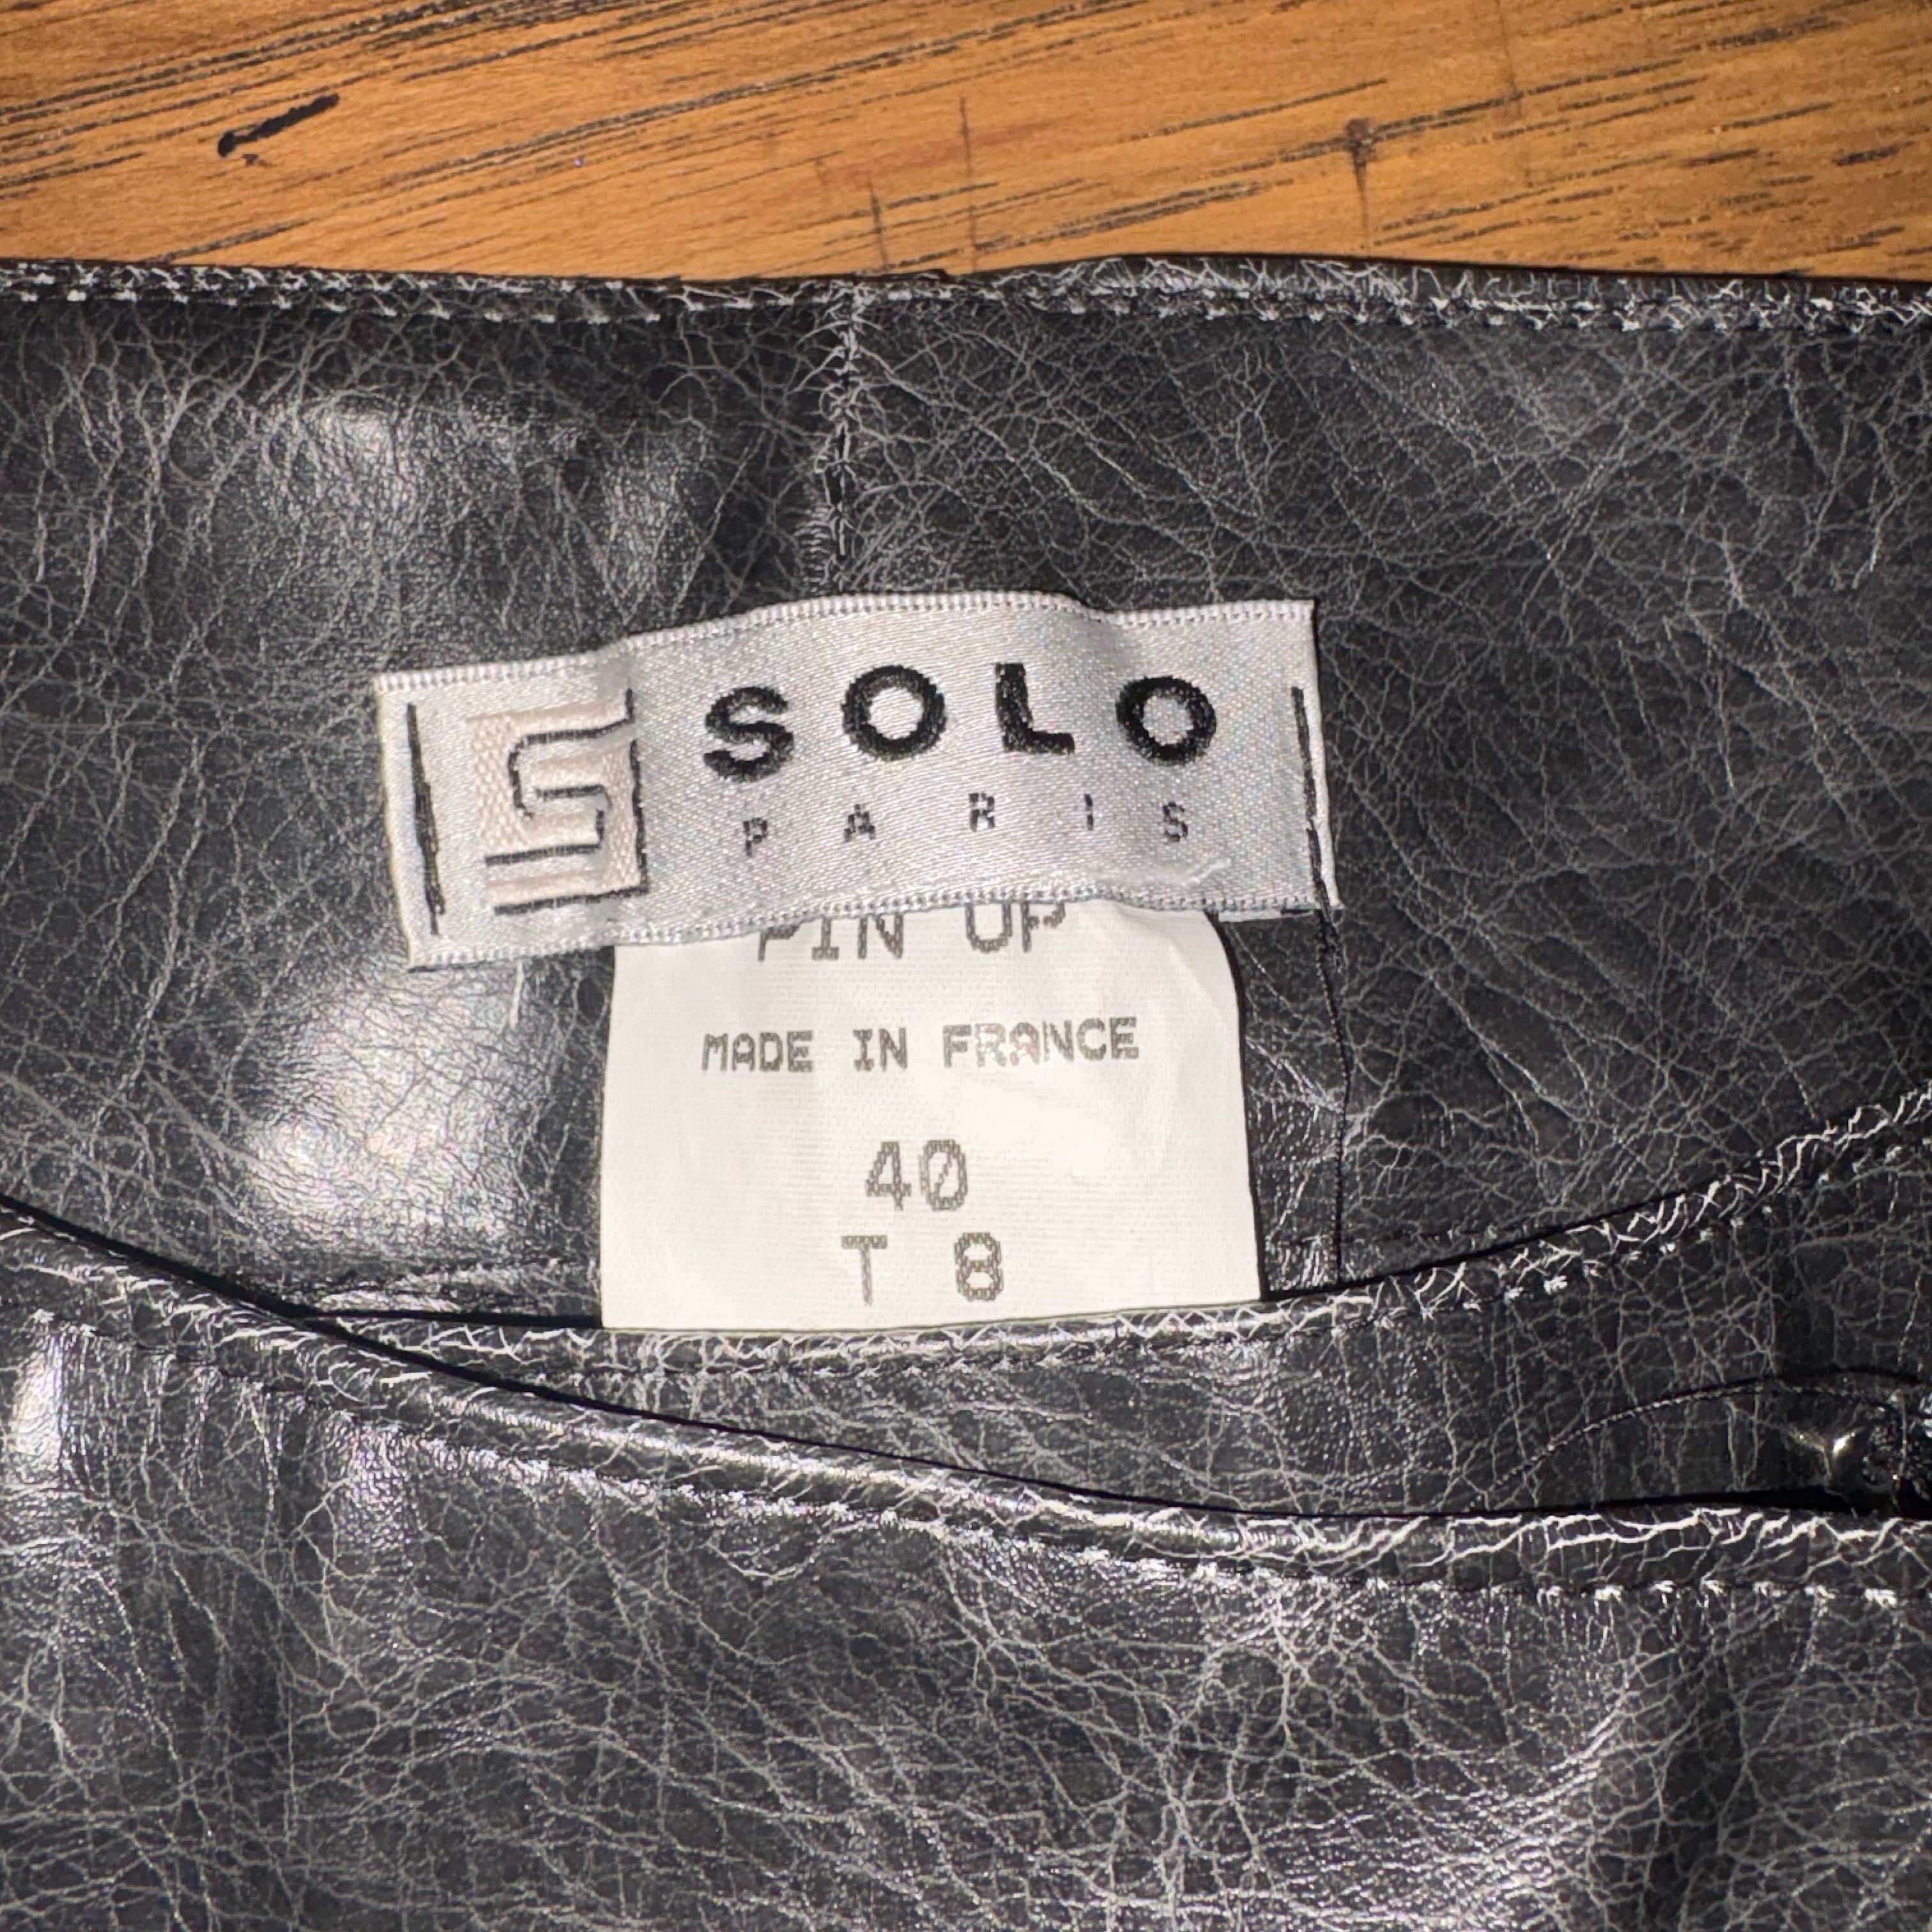 SOLO
PARIS
PIN UP
MADE IN FRANCE
40
T 8